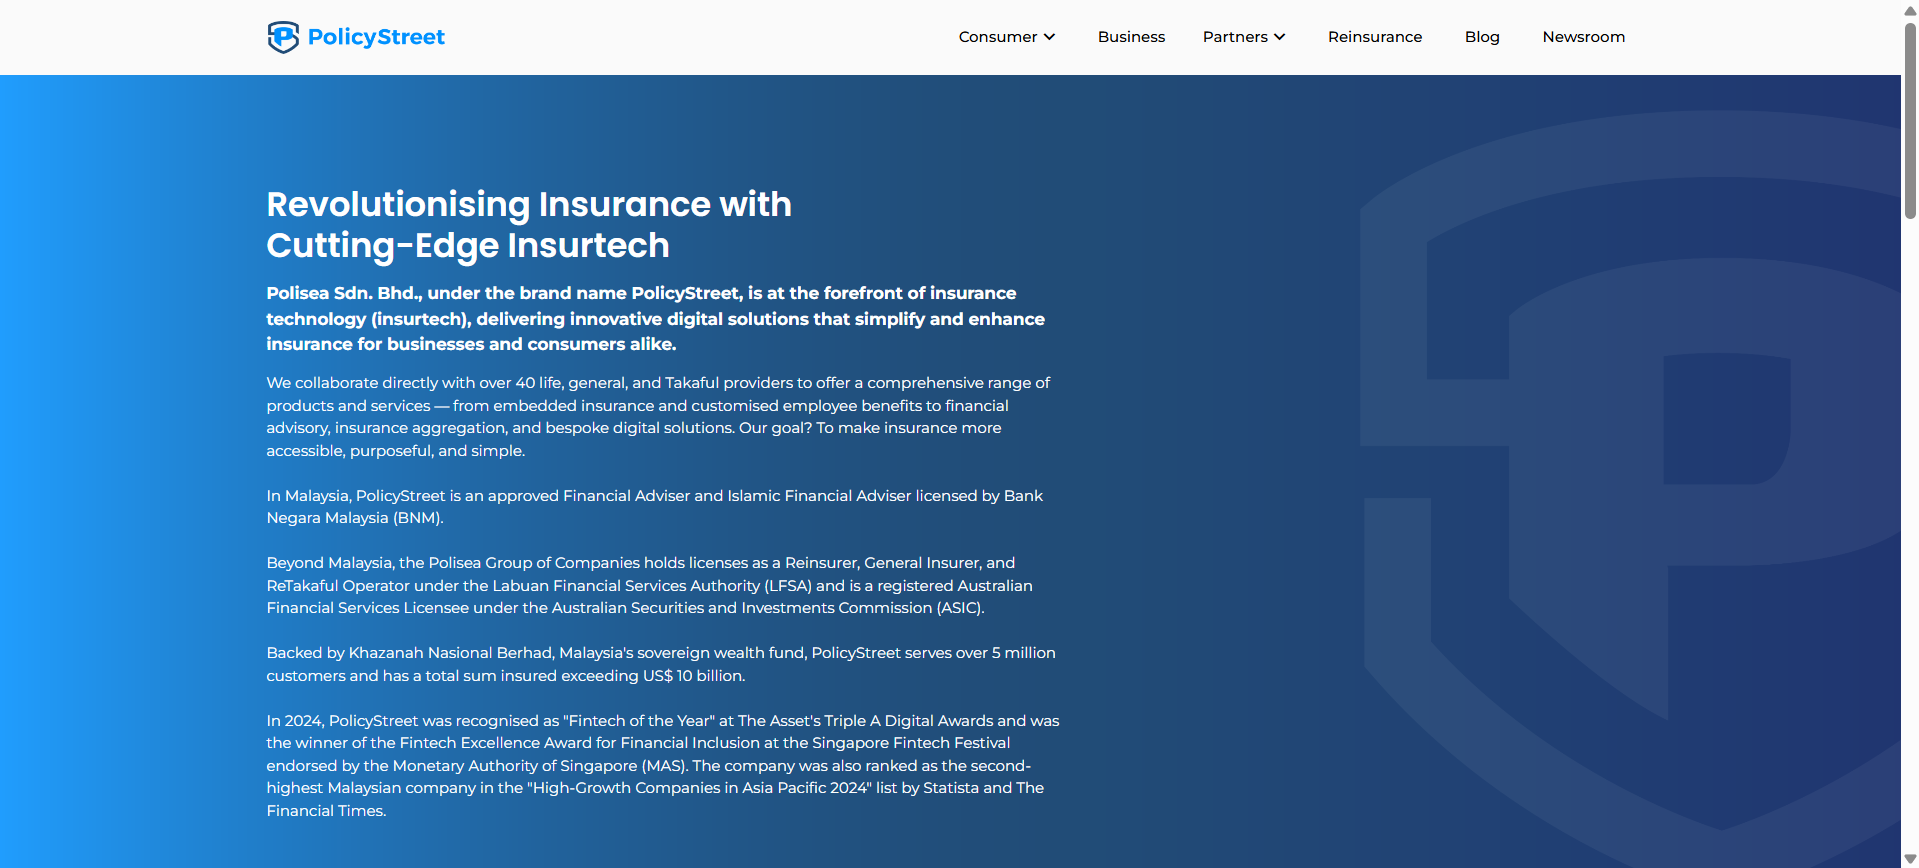 PolicyStreet
Consumer
Business
Partners
Reinsurance
Blog
Newsroom
Revolutionising Insurance with
Cutting-Edge Insurtech
Polisea Sdn. Bhd., under the brand name PolicyStreet, is at the forefront of insurance
technology (insurtech), delivering innovative digital solutions that simplify and enhance
insurance for businesses and consumers alike.
We collaborate directly with over 40 life, general, and Takaful providers to offer a comprehensive range of
products and services — from embedded insurance and customised employee benefits to financial
advisory, insurance aggregation, and bespoke digital solutions. Our goal? To make insurance more
accessible, purposeful, and simple.
In Malaysia, PolicyStreet is an approved Financial Adviser and Islamic Financial Adviser licensed by Bank
Negara Malaysia (BNM).
Beyond Malaysia, the Polisea Group of Companies holds licenses as a Reinsurer, General Insurer, and
ReTakaful Operator under the Labuan Financial Services Authority (LFSA) and is a registered Australian
Financial Services Licensee under the Australian Securities and Investments Commission (ASIC).
Backed by Khazanah Nasional Berhad, Malaysia's sovereign wealth fund, PolicyStreet serves over 5 million
customers and has a total sum insured exceeding US$ 10 billion.
In 2024, PolicyStreet was recognised as "Fintech of the Year" at The Asset's Triple A Digital Awards and was
the winner of the Fintech Excellence Award for Financial Inclusion at the Singapore Fintech Festival
endorsed by the Monetary Authority of Singapore (MAS). The company was also ranked as the second-
highest Malaysian company in the "High-Growth Companies in Asia Pacific 2024" list by Statista and The
Financial Times.